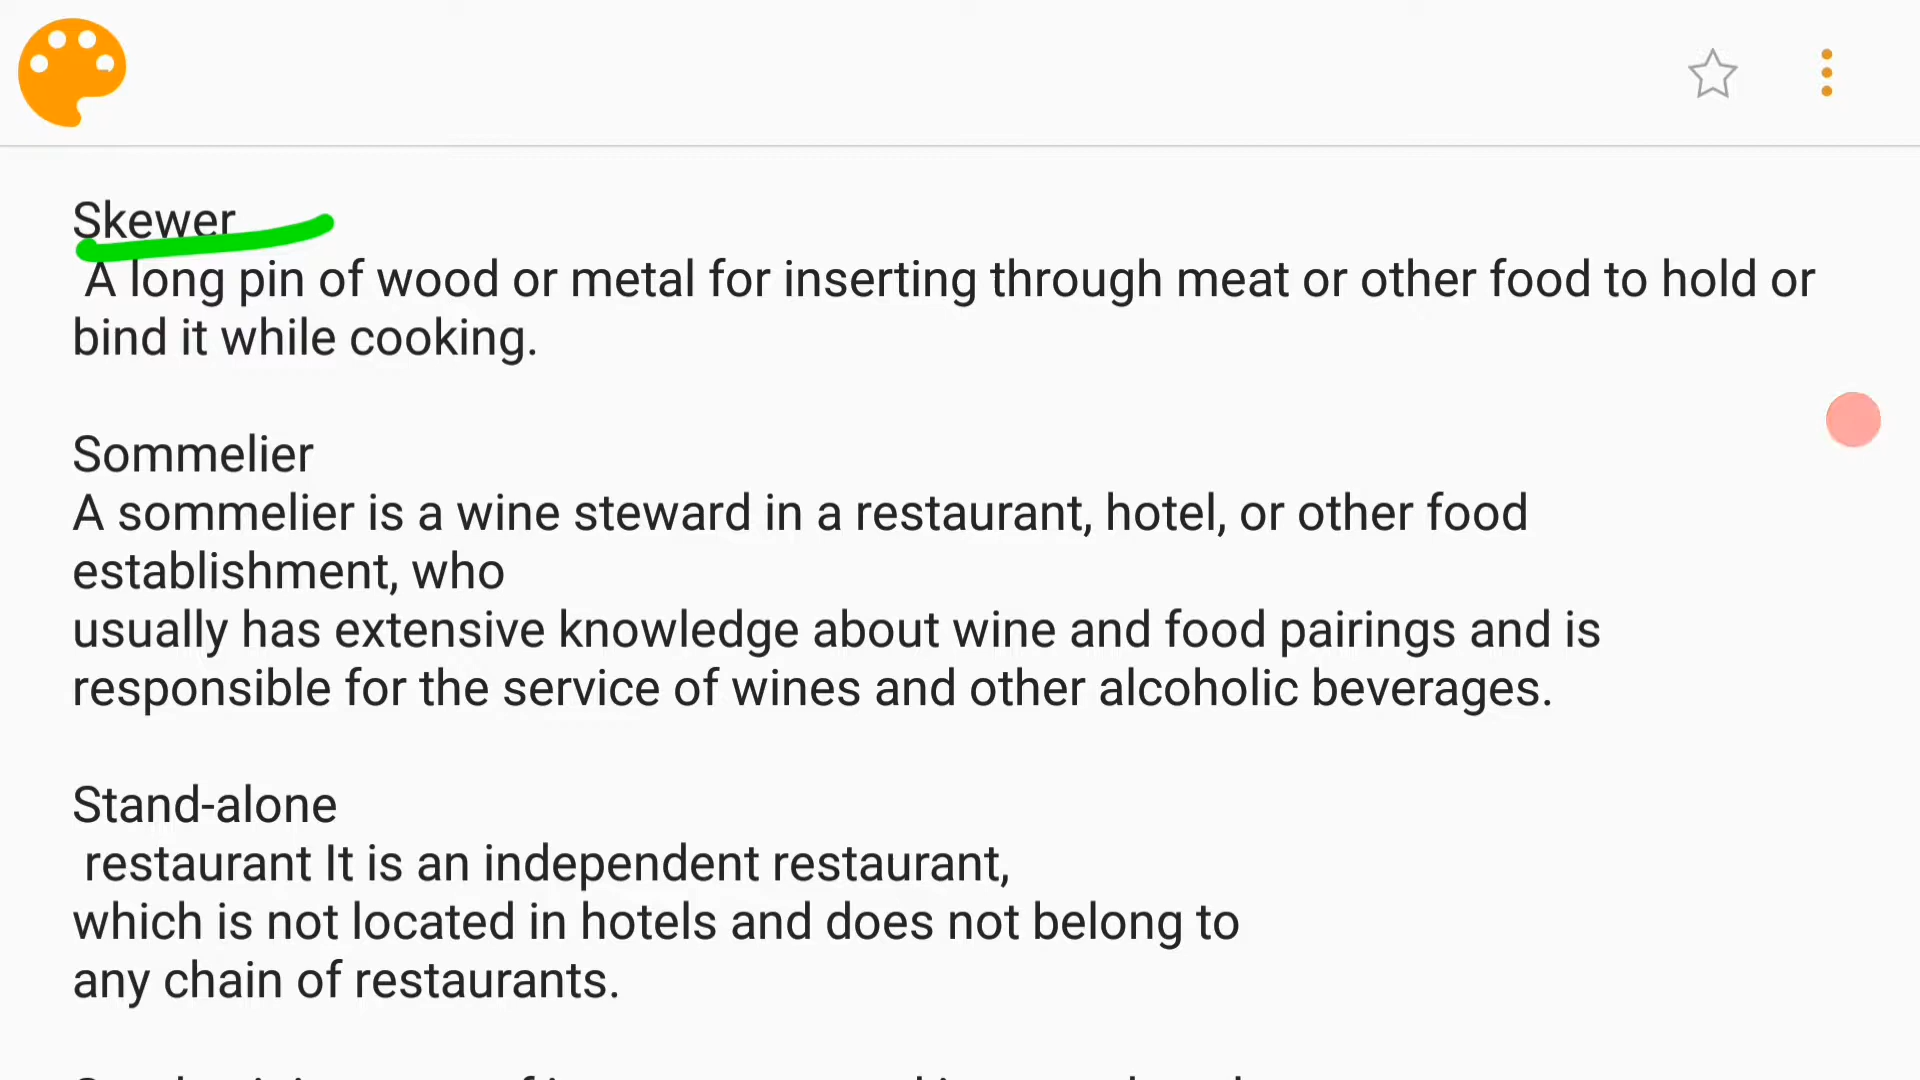 Skewer
A long pin of wood or metal for inserting through meat or other food to hold or
bind it while cooking.
Sommelier
A sommelier is a wine steward in a restaurant, hotel, or other food
establishment, who
usually has extensive knowledge about wine and food pairings and is
responsible for the service of wines and other alcoholic beverages.
Stand-alone
restaurant It is an independent restaurant,
which is not located in hotels and does not belong to
any chain of restaurants.